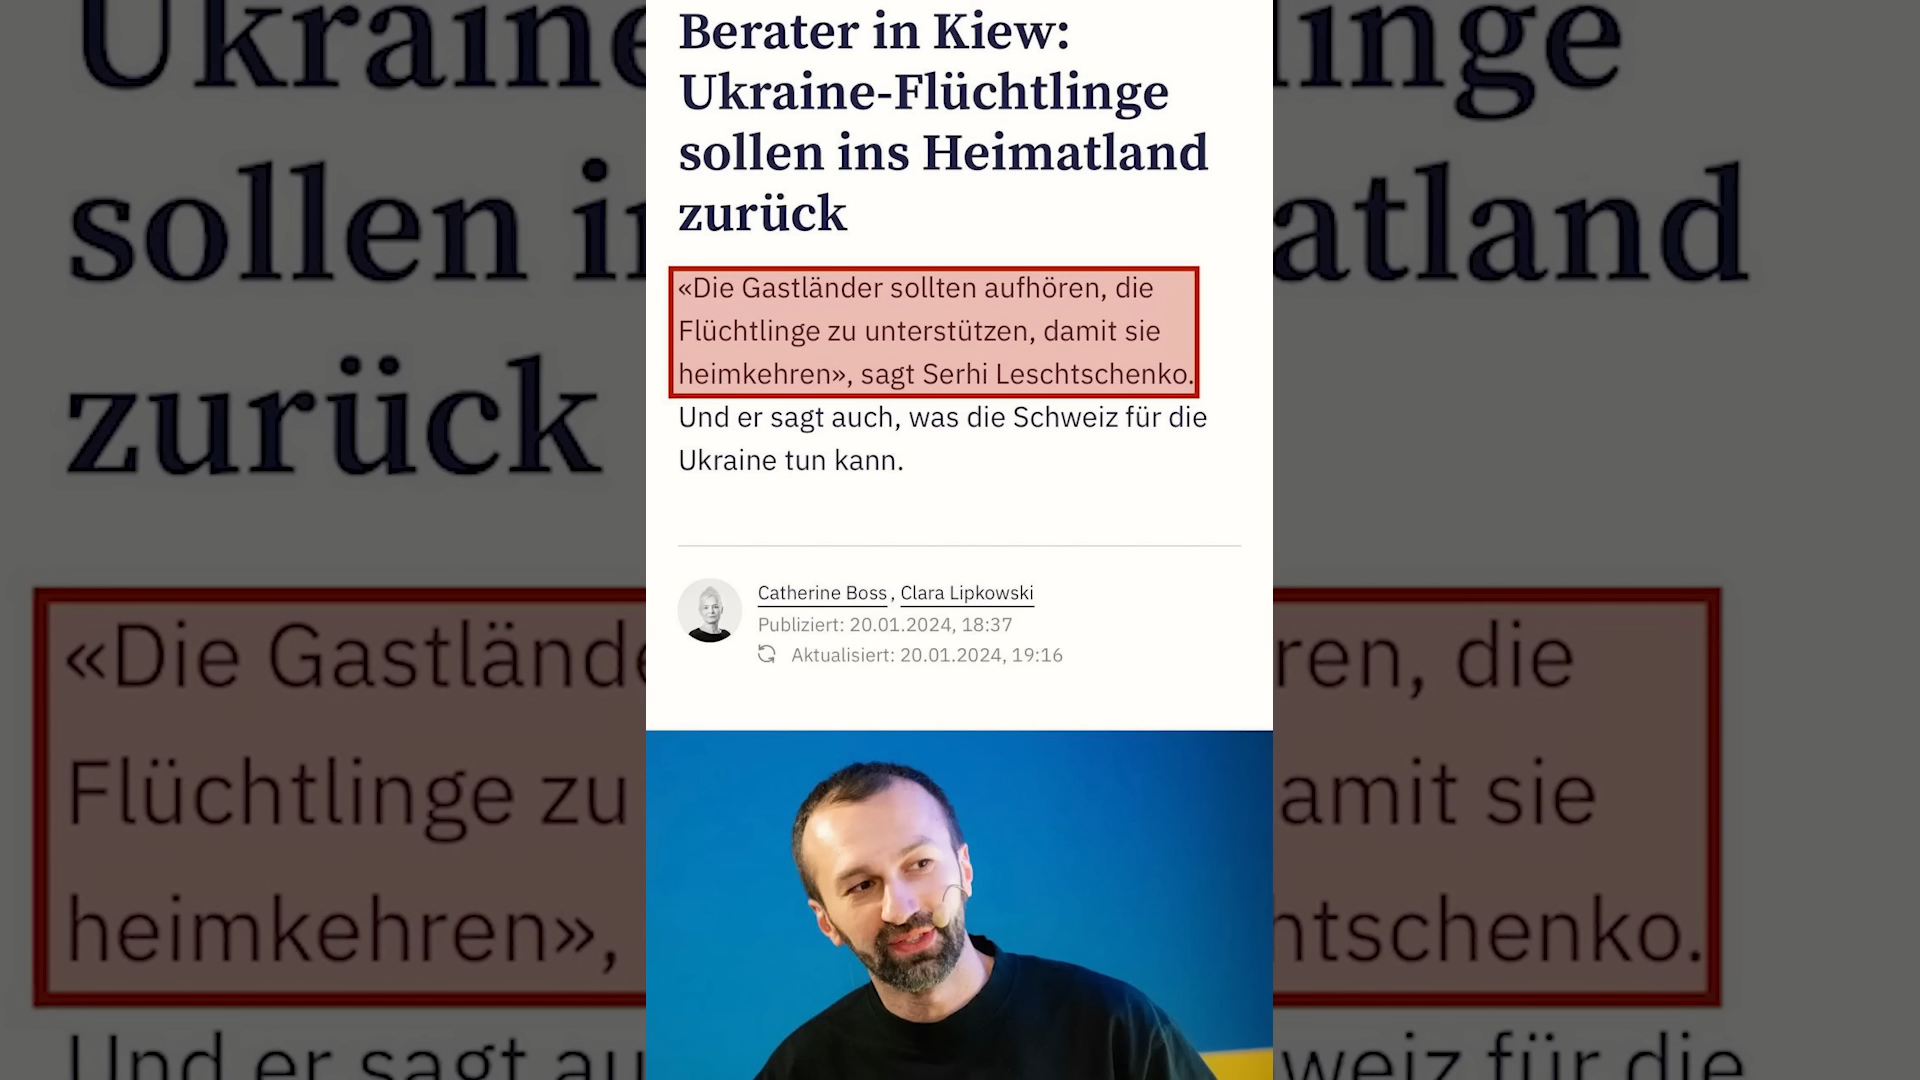 Berater in Kiew:
Ukraine-Flüchtlinge
sollen ins Heimatland
zurück
«Die Gastländer sollten aufhören, die
Flüchtlinge zu unterstützen, damit sie
heimkehren», sagt Serhi Leschtschenko.
Und er sagt auch, was die Schweiz für die
Ukraine tun kann.
Catherine Boss, Clara Lipkowski
Publiziert: 20.01.2024, 18:37
Aktualisiert: 20.01.2024, 19:16